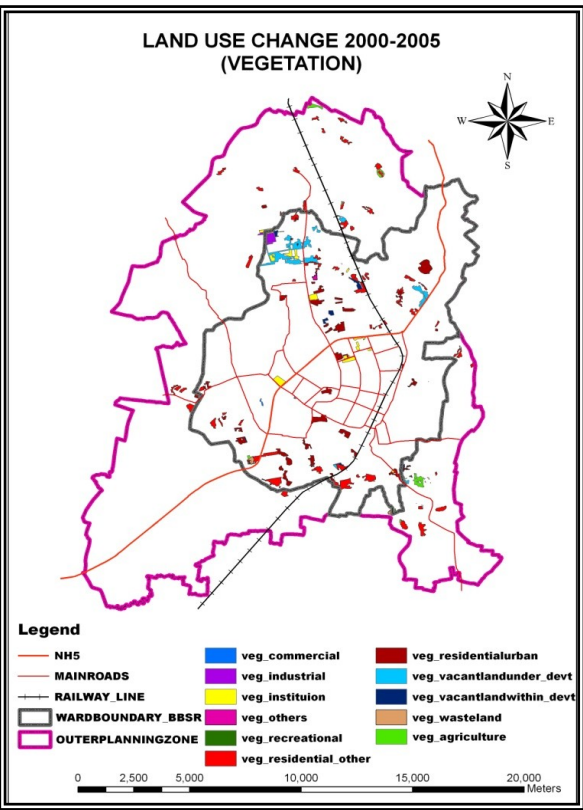 LAND USE CHANGE 2000-2005
(VEGETATION)
N
W
E
S
Legend
NH5
MAINROADS
RAILWAY_LINE
WARDBOUNDARY_BBSR
OUTERPLANNINGZONE
veg_commercial
veg_industrial
veg_instituion
veg_others
veg_recreational
veg_residential_other
veg_residentialurban
veg_vacantlandunder_devt
veg_vacantlandwithin_devt
veg_wasteland
veg_agriculture
0 2,500 5,000 10,000 15,000 20,000
Meters